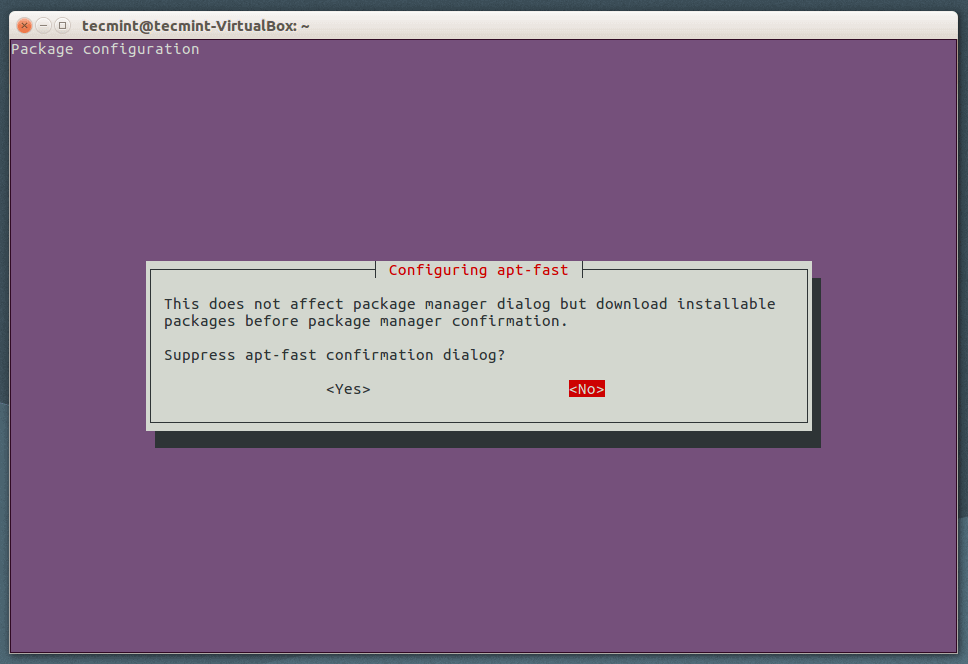 tecmint@tecmint-VirtualBox: ~
Package configuration
Configuring apt-fast
This does not affect package manager dialog but download installable
packages before package manager confirmation.
Suppress apt-fast confirmation dialog?
<Yes> <No>